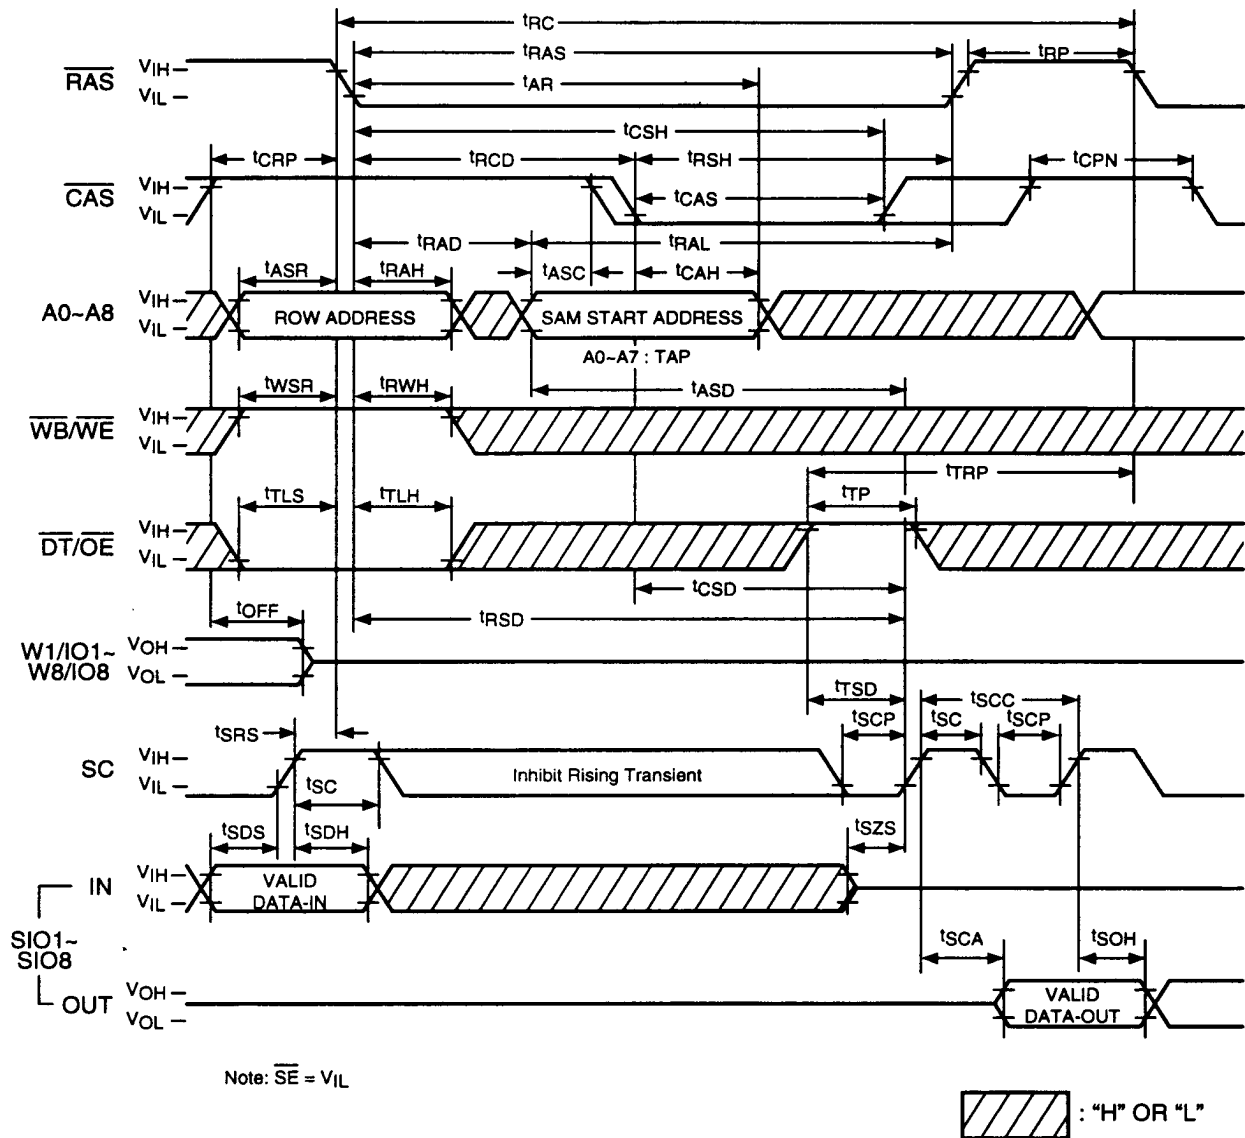 tRC
tRAS tRP
RAS VIH
VIL
tAR
tCSH
tCRP tRCD tRSH tCPN
CAS VIH
VIL
tCAS
tRAD tRAL
tASR tRAH tASC tCAH
A0~A8 VIH
VIL
ROW ADDRESS SAM START ADDRESS
A0~A7 : TAP
tWSR tRWH tASD
WB/WE VIH
VIL
tTRP
tTLS tTLH tTP
DT/OE VIH
VIL
tCSD
tOFF tRSD
W1/IO1~
W8/IO8
VOH
VOL
tTSD tSCC
tSRS tSCP tSC tSCP
SC VIH
VIL
tSC Inhibit Rising Transient
tSDS tSDH tSZS
IN VIH
VIL
VALID
DATA-IN
SIO1~
SIO8
tSCA tSOH
OUT VOH
VOL
VALID
DATA-OUT
Note: SE = VIL
: "H" OR "L"